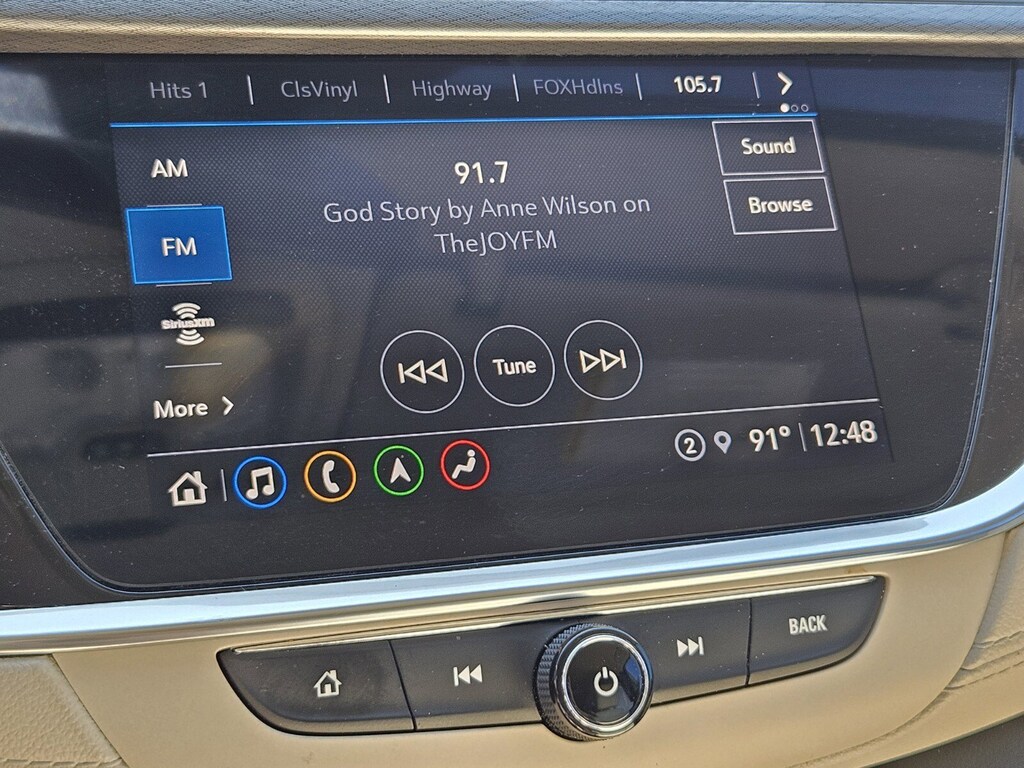 Hits 1 | ClsVinyl | Highway | FOXHdlns | 105.7
AM
91.7
Sound
God Story by Anne Wilson on
TheJOYFM
Browse
FM
SiriusXm
Tune
More
2 91° | 12:48
BACK